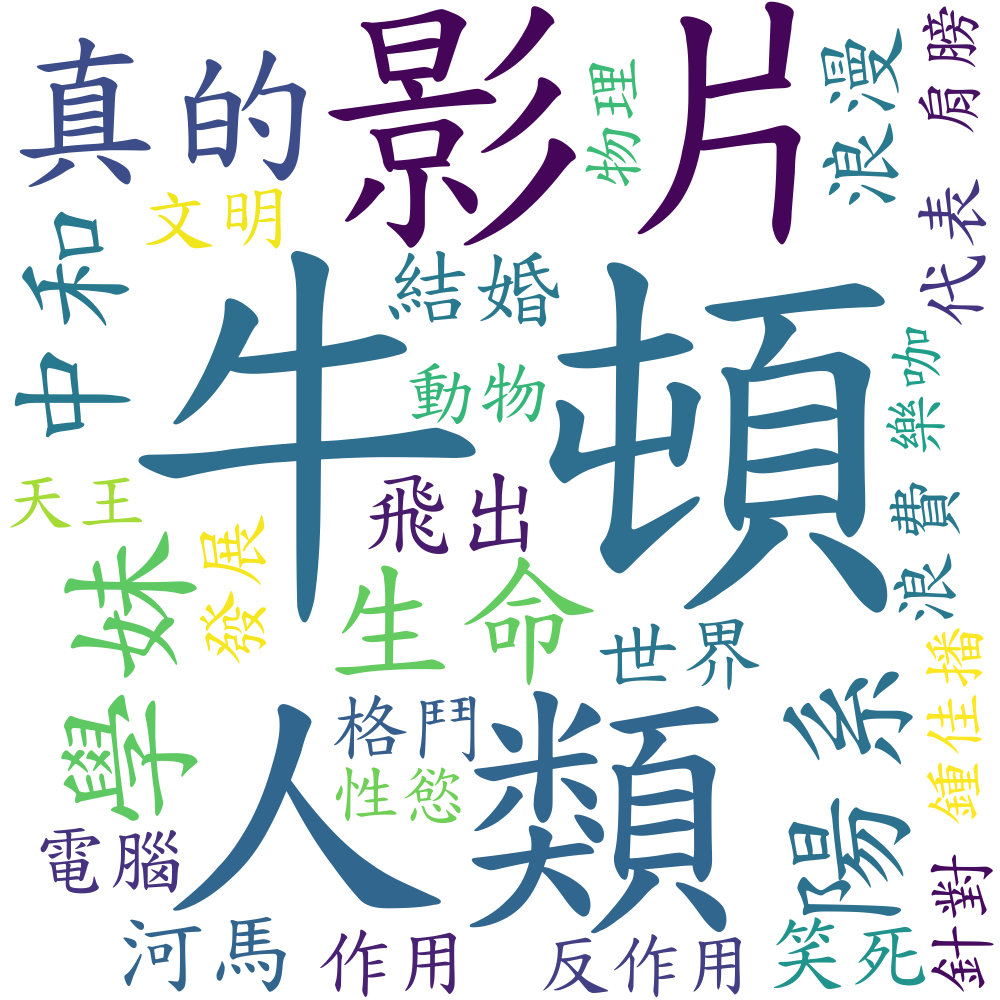 真的
影片
物理
浪漫
肩膀
文明
中和
結婚
代表
牛頓
動物
樂咖
天王
飛出
浪費
學妹
發展
生命
世界
鍾佳播
人類
格鬥
陽系
性慾
電腦
針對
河馬
作用
反作用
笑死